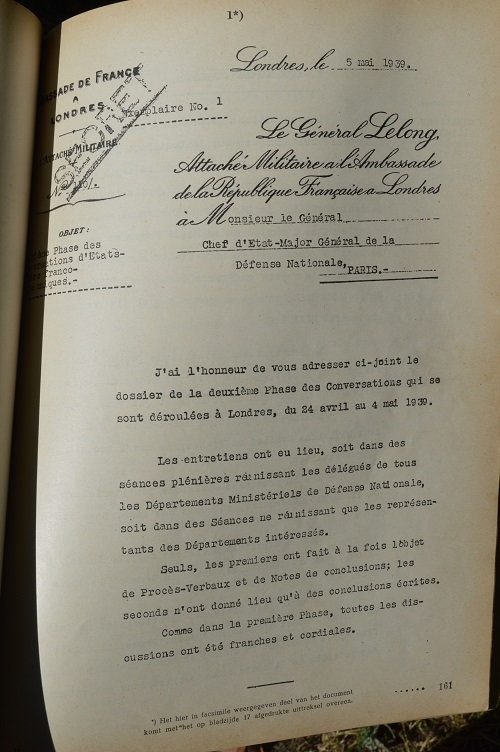 1*)
Londres, le 5 mai 1939.
DE FRANCE
A
LONDRES
Exemplaire No. 1
MILITAIRE
Le Général Lelong,
Attaché Militaire a l'Ambassade
de la République Française a Londres
à Monsieur le Général
Chef d'Etat-Major Général de la
Défense Nationale,
PARIS.-
OBJET:
Phase des
d'Etats-
franco-
J'ai l'honneur de vous adresser ci-joint le
dossier de la deuxième Phase des Conversations qui se
sont déroulées à Londres, du 24 avril au 4 mai 1939.
Les entretiens ont eu lieu, soit dans des
séances plénières réunissant les délégués de tous
les Départements Ministériels de Défense Nationale,
soit dans des Séances ne réunissant que les représen-
tants des Départements intéressés.
Seuls, les premiers ont fait à la fois l'objet
de Procès-Verbaux et de Notes de conclusions; les
seconds n'ont donné lieu qu'à des conclusions écrites.
Comme dans la première Phase, toutes les dis-
cussions ont été franches et cordiales.
......
161
*) Het hier in facsimile weergegeven deel van het document
komt met het op bladzijde 17 afgedrukte uittreksel overeen.